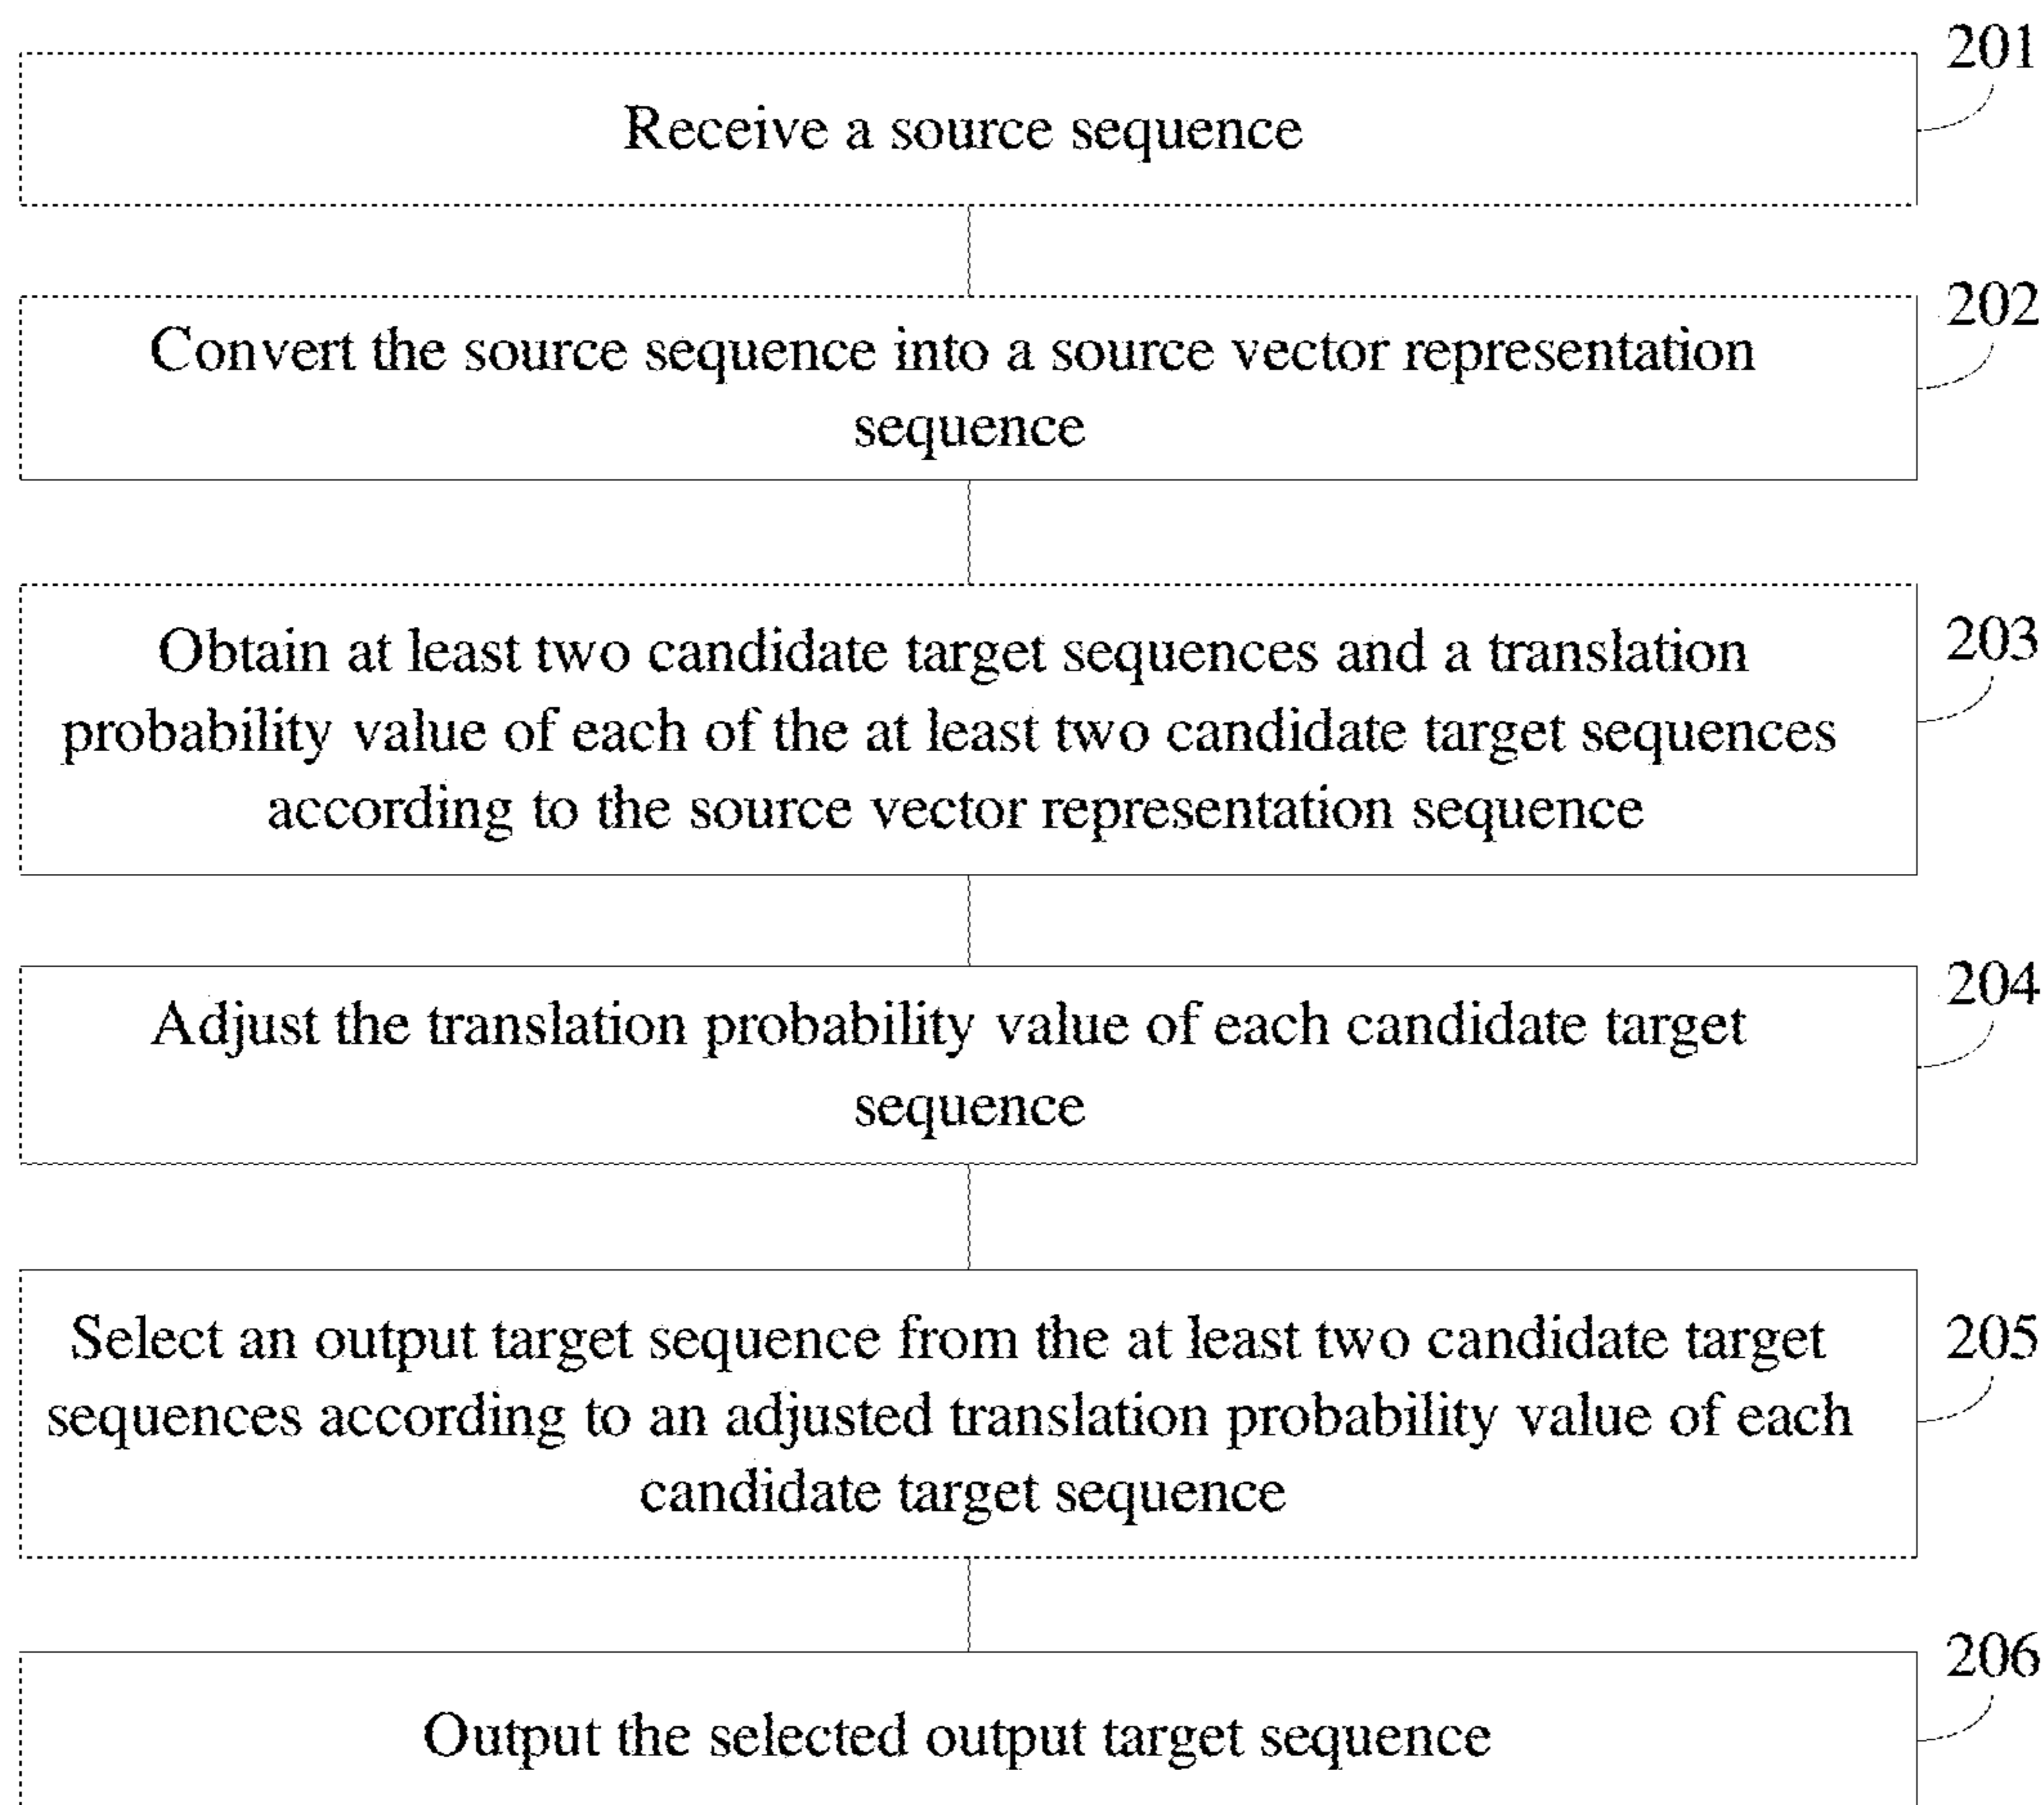 201
Receive a source sequence
202
Convert the source sequence into a source vector representation
sequence
203
Obtain at least two candidate target sequences and a translation
probability value of each of the at least two candidate target sequences
according to the source vector representation sequence
204
Adjust the translation probability value of each candidate target
sequence
205
Select an output target sequence from the at least two candidate target
sequences according to an adjusted translation probability value of each
candidate target sequence
206
Output the selected output target sequence